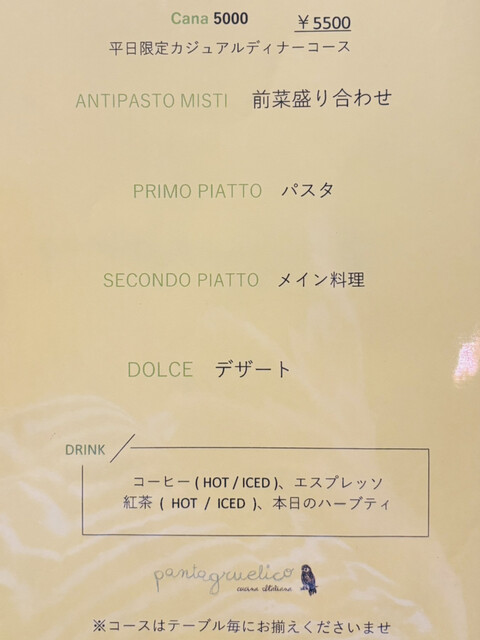 Cana 5000 ￥5500
平日限定カジュアルディナーコース
ANTIPASTO MISTI 前菜盛り合わせ
PRIMO PIATTO パスタ
SECONDO PIATTO メイン料理
DOLCE デザート
DRINK
コーヒー ( HOT / ICED )、エスプレッソ
紅茶 ( HOT / ICED )、本日のハーブティ
pantagruelico
cucina italiana
※コースはテーブル毎にお揃えくださいませ